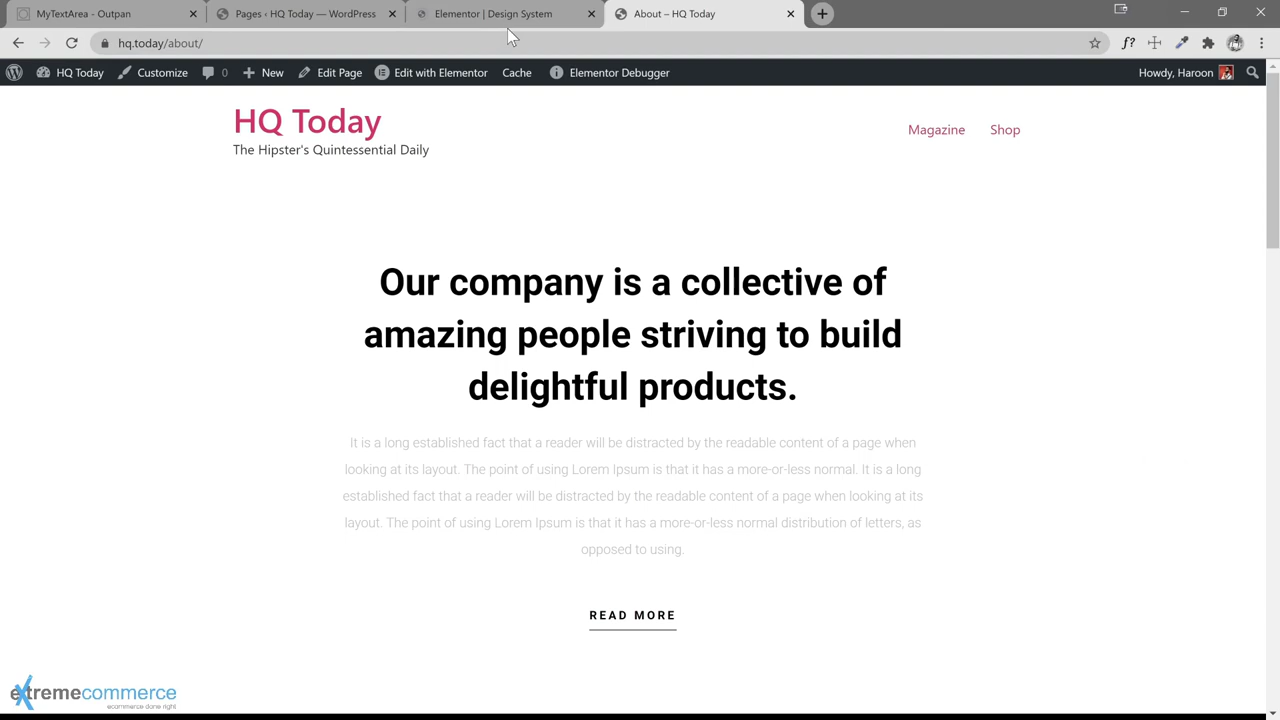 MyTextArea - Outpan
Pages ‹ HQ Today — WordPress
Elementor | Design System
About – HQ Today
hq.today/about/
f?
HQ Today
Customize
0
New
Edit Page
Edit with Elementor
Cache
Elementor Debugger
Howdy, Haroon
HQ Today
The Hipster's Quintessential Daily
Magazine
Shop
Our company is a collective of
amazing people striving to build
delightful products.
It is a long established fact that a reader will be distracted by the readable content of a page when
looking at its layout. The point of using Lorem Ipsum is that it has a more-or-less normal. It is a long
established fact that a reader will be distracted by the readable content of a page when looking at its
layout. The point of using Lorem Ipsum is that it has a more-or-less normal distribution of letters, as
opposed to using.
READ MORE
extremecommerce
ecommerce done right